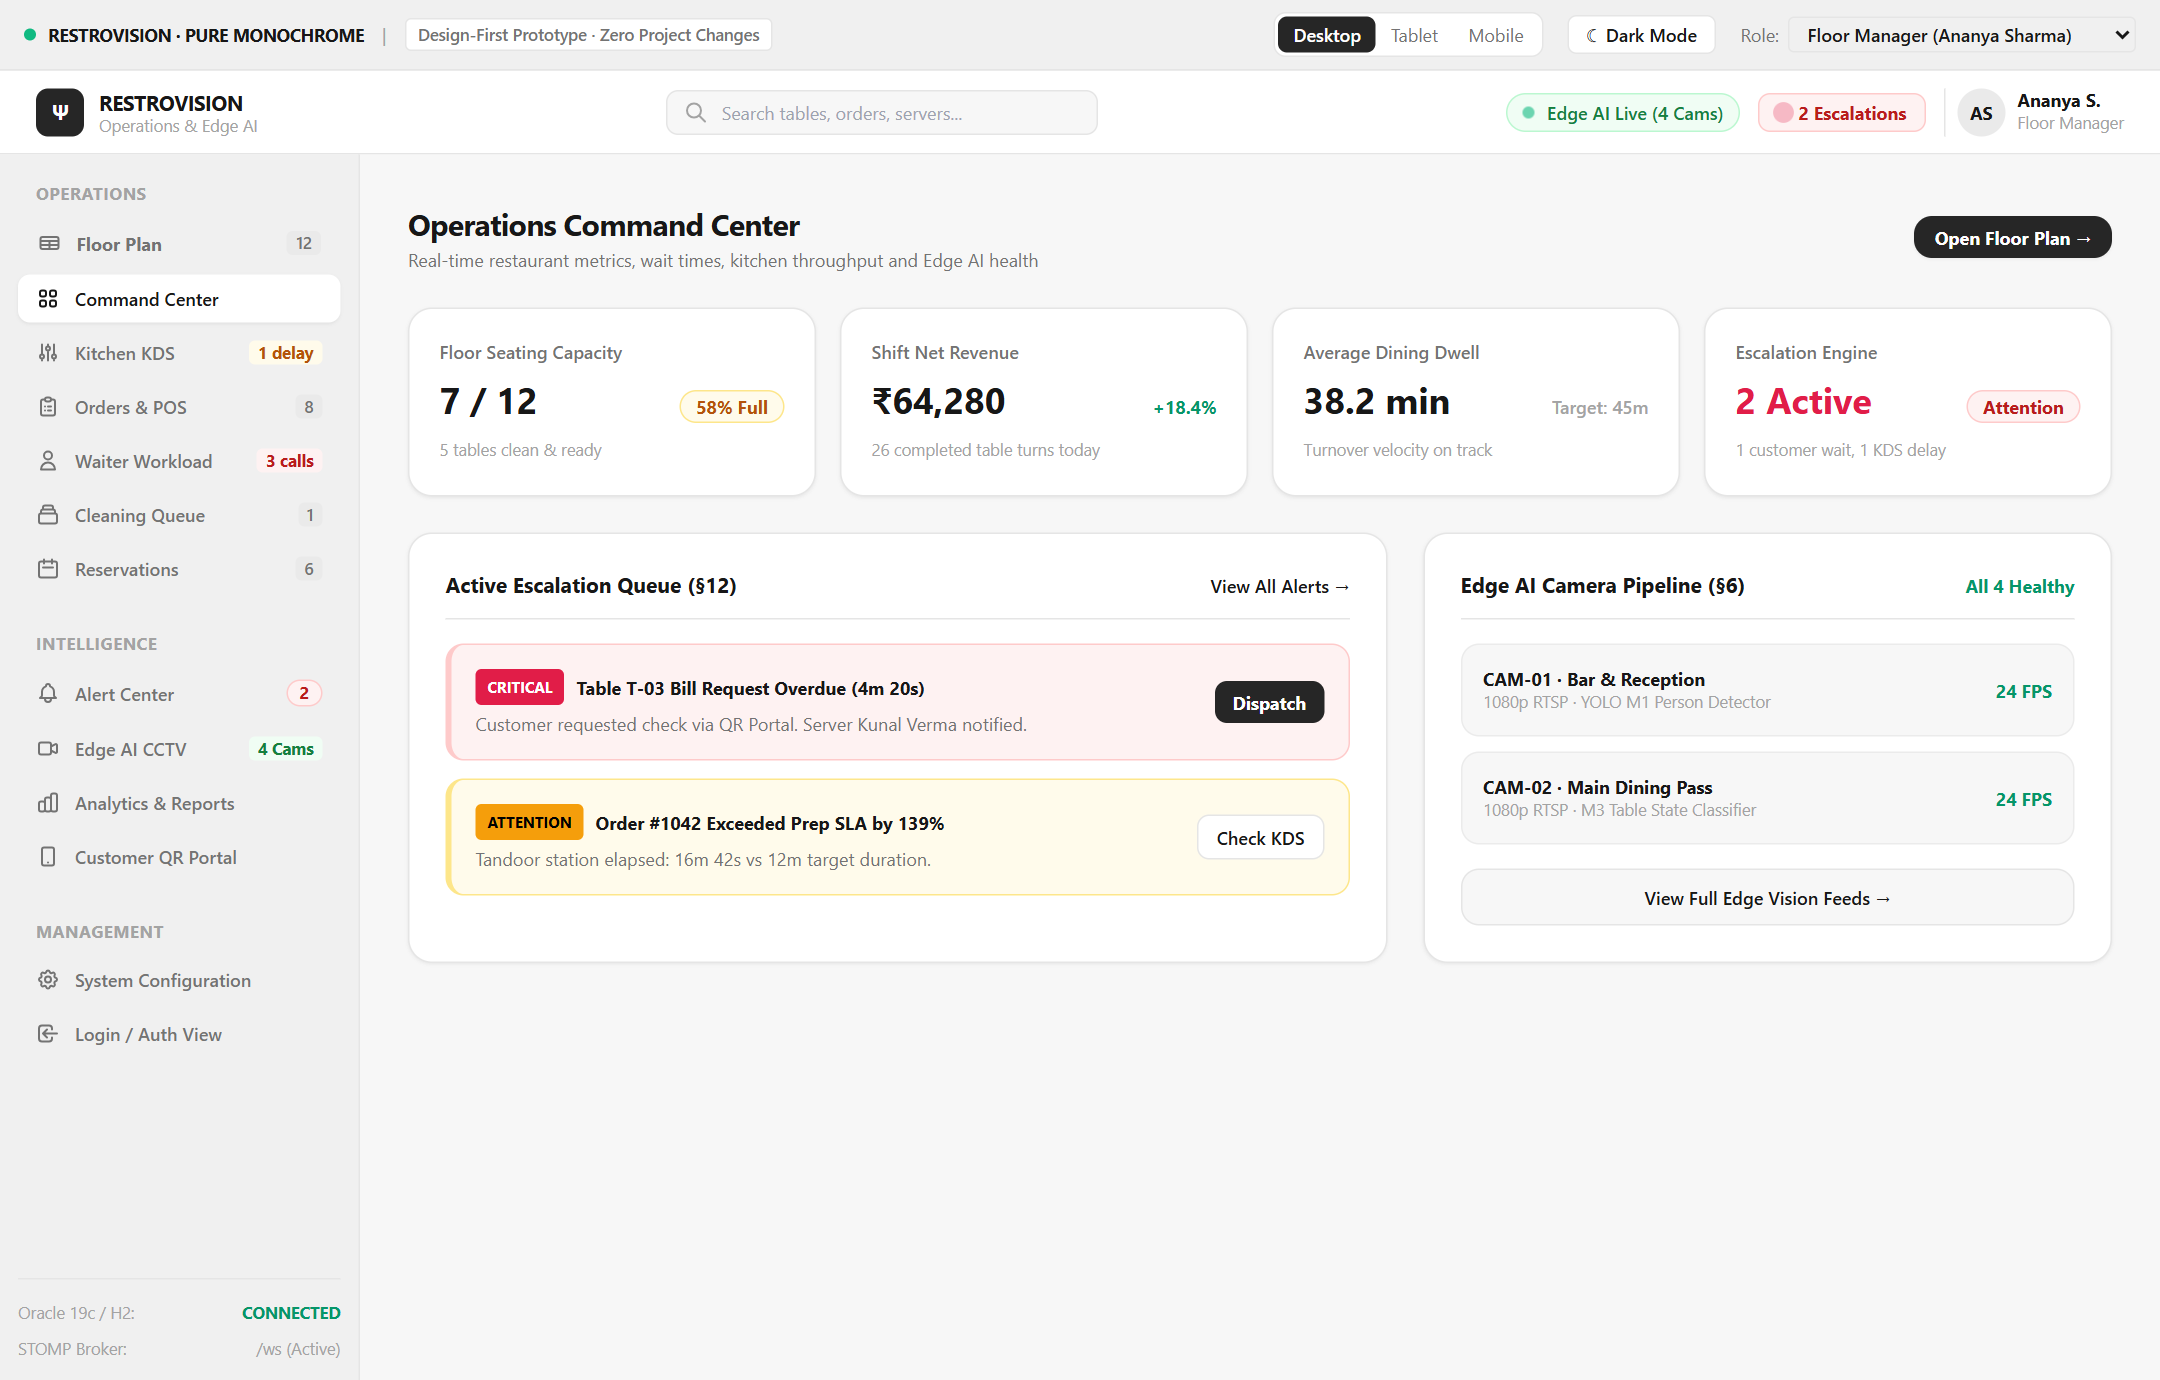 RESTROVISION · PURE MONOCHROME | Design-First Prototype · Zero Project Changes
Desktop Tablet Mobile
☾ Dark Mode
Role: Floor Manager (Ananya Sharma)
Ψ
RESTROVISION
Operations & Edge AI
Search tables, orders, servers...
Edge AI Live (4 Cams)
2 Escalations
AS
Ananya S.
Floor Manager
OPERATIONS
Floor Plan 12
Command Center
Kitchen KDS 1 delay
Orders & POS 8
Waiter Workload 3 calls
Cleaning Queue 1
Reservations 6
INTELLIGENCE
Alert Center 2
Edge AI CCTV 4 Cams
Analytics & Reports
Customer QR Portal
MANAGEMENT
System Configuration
Login / Auth View
Oracle 19c / H2: CONNECTED
STOMP Broker: /ws (Active)
Operations Command Center
Real-time restaurant metrics, wait times, kitchen throughput and Edge AI health
Open Floor Plan →
Floor Seating Capacity
7 / 12 58% Full
5 tables clean & ready
Shift Net Revenue
₹64,280 +18.4%
26 completed table turns today
Average Dining Dwell
38.2 min Target: 45m
Turnover velocity on track
Escalation Engine
2 Active Attention
1 customer wait, 1 KDS delay
Active Escalation Queue (§12) View All Alerts →
CRITICAL Table T-03 Bill Request Overdue (4m 20s)
Customer requested check via QR Portal. Server Kunal Verma notified.
Dispatch
ATTENTION Order #1042 Exceeded Prep SLA by 139%
Tandoor station elapsed: 16m 42s vs 12m target duration.
Check KDS
Edge AI Camera Pipeline (§6) All 4 Healthy
CAM-01 · Bar & Reception
1080p RTSP · YOLO M1 Person Detector
24 FPS
CAM-02 · Main Dining Pass
1080p RTSP · M3 Table State Classifier
24 FPS
View Full Edge Vision Feeds →